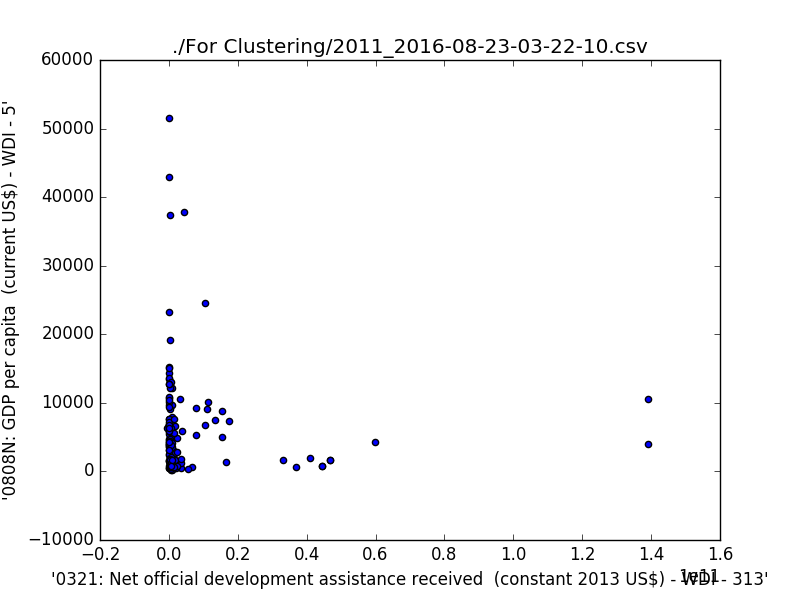 ./For Clustering/2011_2016-08-23-03-22-10.csv
60000
50000
40000
30000
20000
10000
0
−10000
'0808N: GDP per capita  (current US$) - WDI - 5'
−0.2 0.0 0.2 0.4 0.6 0.8 1.0 1.2 1.4 1.6
1e11
'0321: Net official development assistance received  (constant 2013 US$) - WDI - 313'